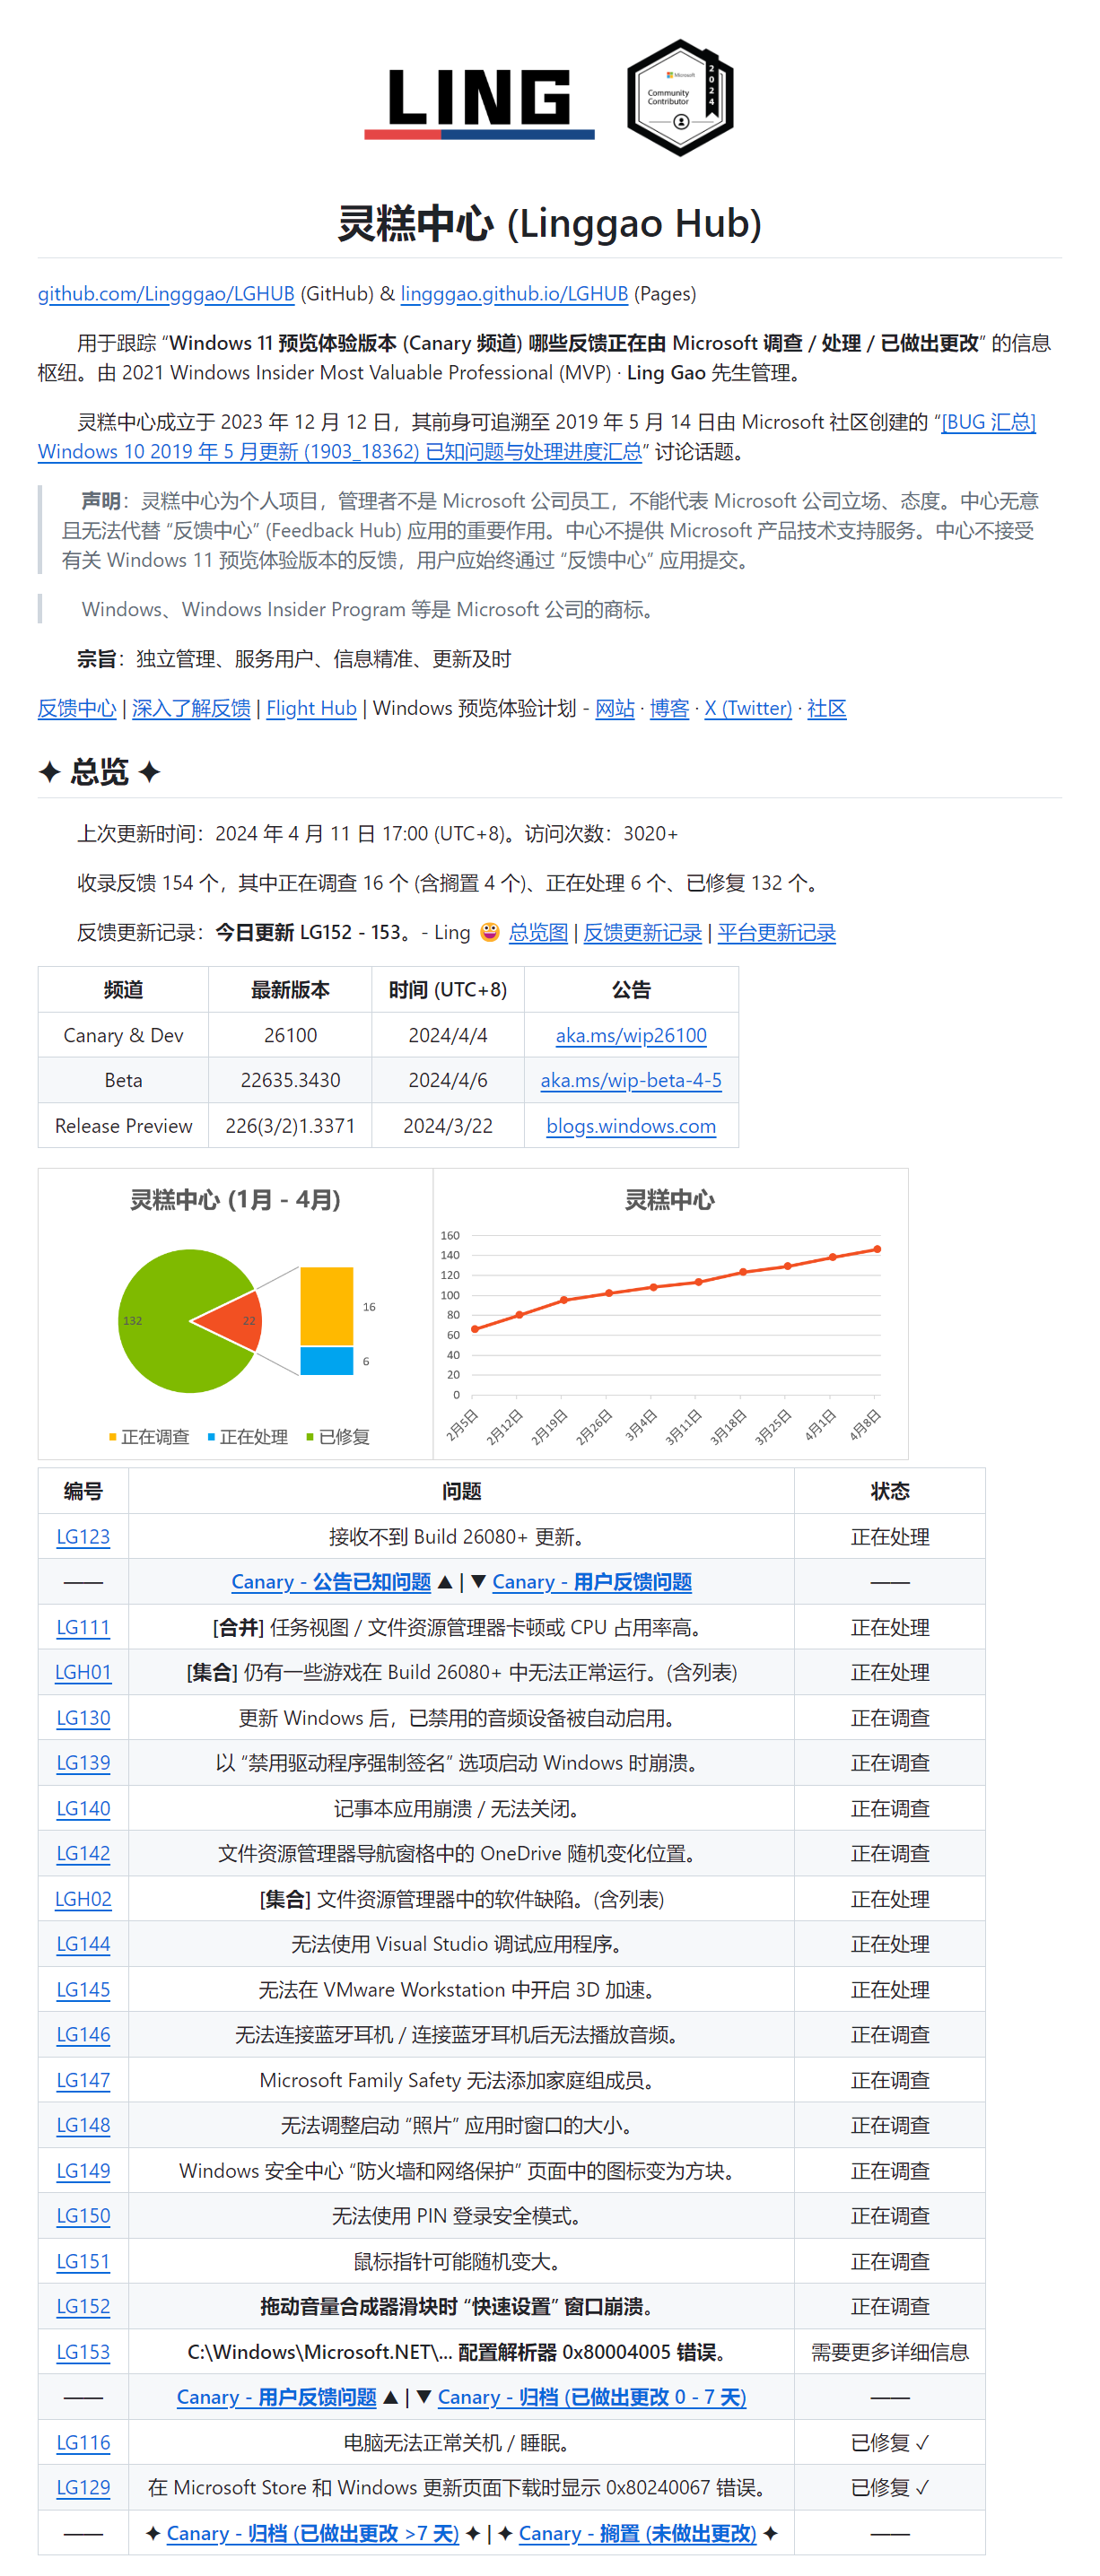 LING
Microsoft
Community
Contributor
2024
灵糕中心 (Linggao Hub)
github.com/Lingggao/LGHUB (GitHub) & lingggao.github.io/LGHUB (Pages)
用于跟踪 “Windows 11 预览体验版本 (Canary 频道) 哪些反馈正在由 Microsoft 调查 / 处理 / 已做出更改” 的信息
枢纽。由 2021 Windows Insider Most Valuable Professional (MVP) · Ling Gao 先生管理。
灵糕中心成立于 2023 年 12 月 12 日，其前身可追溯至 2019 年 5 月 14 日由 Microsoft 社区创建的 “[BUG 汇总]
Windows 10 2019 年 5 月更新 (1903_18362) 已知问题与处理进度汇总” 讨论话题。
声明：灵糕中心为个人项目，管理者不是 Microsoft 公司员工，不能代表 Microsoft 公司立场、态度。中心无意
且无法代替 “反馈中心” (Feedback Hub) 应用的重要作用。中心不提供 Microsoft 产品技术支持服务。中心不接受
有关 Windows 11 预览体验版本的反馈，用户应始终通过 “反馈中心” 应用提交。
Windows、Windows Insider Program 等是 Microsoft 公司的商标。
宗旨：独立管理、服务用户、信息精准、更新及时
反馈中心 | 深入了解反馈 | Flight Hub | Windows 预览体验计划 - 网站 · 博客 · X (Twitter) · 社区
✦ 总览 ✦
上次更新时间：2024 年 4 月 11 日 17:00 (UTC+8)。访问次数：3020+
收录反馈 154 个，其中正在调查 16 个 (含搁置 4 个)、正在处理 6 个、已修复 132 个。
反馈更新记录：今日更新 LG152 - 153。- Ling 😀 总览图 | 反馈更新记录 | 平台更新记录
频道 最新版本 时间 (UTC+8) 公告
Canary & Dev 26100 2024/4/4 aka.ms/wip26100
Beta 22635.3430 2024/4/6 aka.ms/wip-beta-4-5
Release Preview 226(3/2)1.3371 2024/3/22 blogs.windows.com
灵糕中心 (1月 - 4月)
132
22
16
6
正在调查 正在处理 已修复
灵糕中心
160
140
120
100
80
60
40
20
0
2月5日 2月12日 2月19日 2月26日 3月4日 3月11日 3月18日 3月25日 4月1日 4月8日
编号 问题 状态
LG123 接收不到 Build 26080+ 更新。 正在处理
—— Canary - 公告已知问题 ▲ | ▼ Canary - 用户反馈问题 ——
LG111 [合并] 任务视图 / 文件资源管理器卡顿或 CPU 占用率高。 正在处理
LGH01 [集合] 仍有一些游戏在 Build 26080+ 中无法正常运行。(含列表) 正在处理
LG130 更新 Windows 后，已禁用的音频设备被自动启用。 正在调查
LG139 以 “禁用驱动程序强制签名” 选项启动 Windows 时崩溃。 正在调查
LG140 记事本应用崩溃 / 无法关闭。 正在调查
LG142 文件资源管理器导航窗格中的 OneDrive 随机变化位置。 正在调查
LGH02 [集合] 文件资源管理器中的软件缺陷。(含列表) 正在处理
LG144 无法使用 Visual Studio 调试应用程序。 正在处理
LG145 无法在 VMware Workstation 中开启 3D 加速。 正在处理
LG146 无法连接蓝牙耳机 / 连接蓝牙耳机后无法播放音频。 正在调查
LG147 Microsoft Family Safety 无法添加家庭组成员。 正在调查
LG148 无法调整启动 “照片” 应用时窗口的大小。 正在调查
LG149 Windows 安全中心 “防火墙和网络保护” 页面中的图标变为方块。 正在调查
LG150 无法使用 PIN 登录安全模式。 正在调查
LG151 鼠标指针可能随机变大。 正在调查
LG152 拖动音量合成器滑块时 “快速设置” 窗口崩溃。 正在调查
LG153 C:\Windows\Microsoft.NET\... 配置解析器 0x80004005 错误。 需要更多详细信息
—— Canary - 用户反馈问题 ▲ | ▼ Canary - 归档 (已做出更改 0 - 7 天) ——
LG116 电脑无法正常关机 / 睡眠。 已修复 ✓
LG129 在 Microsoft Store 和 Windows 更新页面下载时显示 0x80240067 错误。 已修复 ✓
—— ✦ Canary - 归档 (已做出更改 >7 天) ✦ | ✦ Canary - 搁置 (未做出更改) ✦ ——